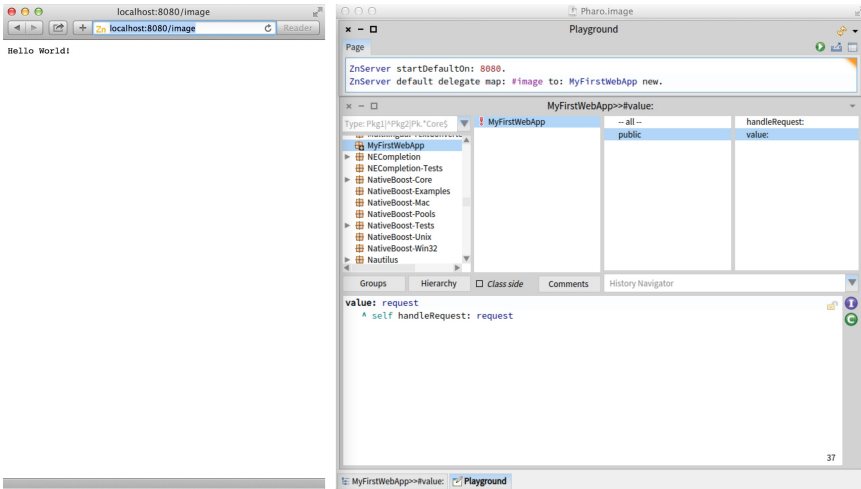 localhost:8080/image
Zn localhost:8080/image
Reader
Hello World!
Pharo.image
Playground
Page
ZnServer startDefaultOn: 8080.
ZnServer default delegate map: #image to: MyFirstWebApp new.
MyFirstWebApp>>#value:
Type: Pkg1|^Pkg2|Pk.*Core$
MyFirstWebApp
NECompletion
NECompletion-Tests
NativeBoost-Core
NativeBoost-Examples
NativeBoost-Mac
NativeBoost-Pools
NativeBoost-Tests
NativeBoost-Unix
NativeBoost-Win32
Nautilus
MyFirstWebApp
-- all --
public
handleRequest:
value:
Groups
Hierarchy
Class side
Comments
History Navigator
value: request
^ self handleRequest: request
I
C
37
MyFirstWebApp>>#value:
Playground